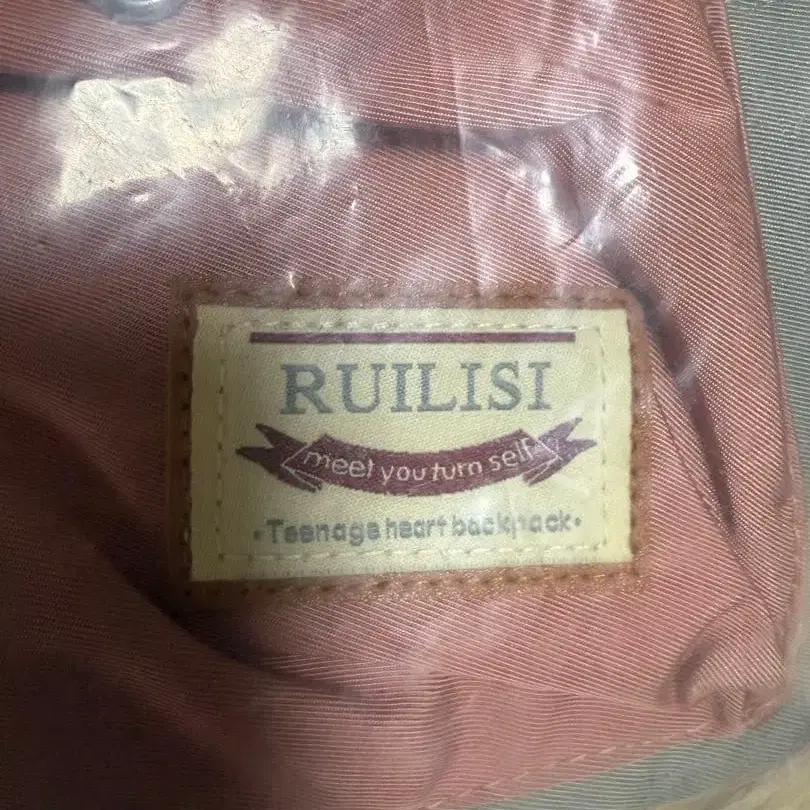 RUILISI
meet you turn self
·Teenage heart backpack·